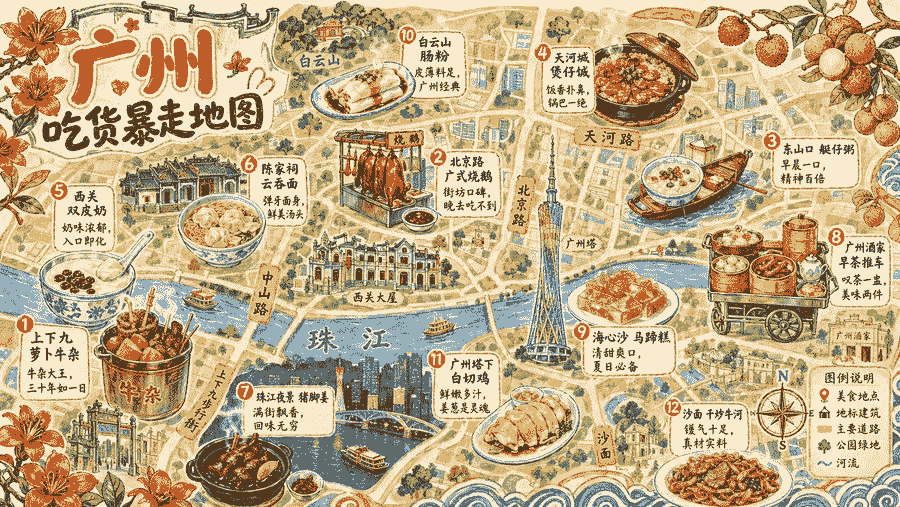 广州
吃货暴走地图
白云山
10
白云山
肠粉
皮薄料足，
广州经典
4
天河城
煲仔饭
饭香扑鼻，
锅巴一绝
天河路
烧鹅
2
北京路
广式烧鹅
街坊口碑，
晚去吃不到
北京路
3
东山口 艇仔粥
早晨一口，
精神百倍
6
陈家祠
云吞面
弹牙面身，
鲜美汤头
5
西关
双皮奶
奶味浓郁，
入口即化
广州塔
8
广州酒家
早茶推车
叹茶一盅，
美味两件
广州酒家
中山路
西关大屋
珠江
1
上下九
萝卜牛杂
牛杂大王，
三十年如一日
牛杂
上下九步行街
9
海心沙 马蹄糕
清甜爽口，
夏日必备
11
广州塔下
白切鸡
鲜嫩多汁，
姜葱是灵魂
7
珠江夜景 猪脚姜
满街飘香，
回味无穷
12
沙面 干炒牛河
镬气十足，
真材实料
沙面
N
E
S
图例说明
美食地点
地标建筑
主要道路
公园绿地
河流